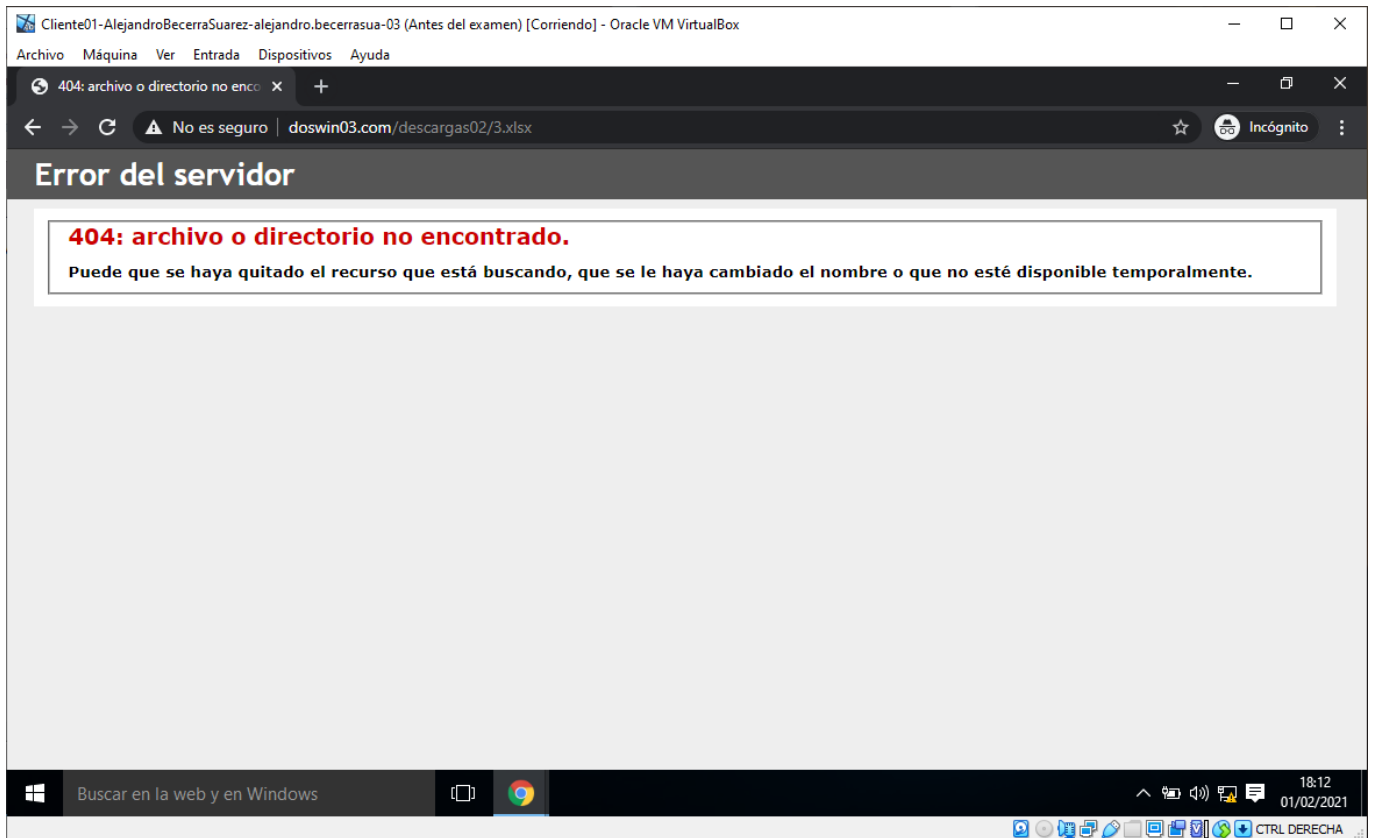 Cliente01-AlejandroBecerraSuarez-alejandro.becerrasua-03 (Antes del examen) [Corriendo] - Oracle VM VirtualBox
Archivo Máquina Ver Entrada Dispositivos Ayuda
404: archivo o directorio no enco
No es seguro | doswin03.com/descargas02/3.xlsx
Incógnito
Error del servidor
404: archivo o directorio no encontrado.
Puede que se haya quitado el recurso que está buscando, que se le haya cambiado el nombre o que no esté disponible temporalmente.
Buscar en la web y en Windows
18:12
01/02/2021
CTRL DERECHA